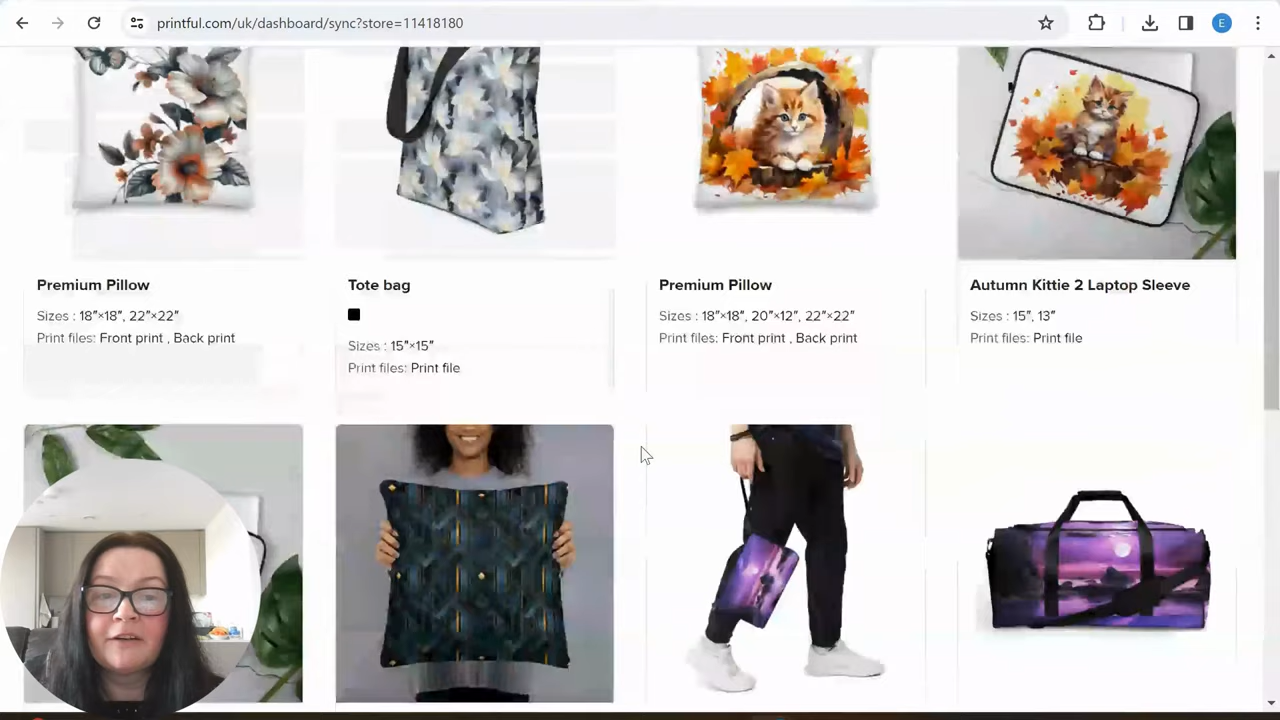 printful.com/uk/dashboard/sync?store=11418180
E
Premium Pillow
Sizes : 18″×18″, 22″×22″
Print files: Front print , Back print
Tote bag
Sizes : 15″×15″
Print files: Print file
Premium Pillow
Sizes : 18″×18″, 20″×12″, 22″×22″
Print files: Front print , Back print
Autumn Kittie 2 Laptop Sleeve
Sizes : 15″, 13″
Print files: Print file